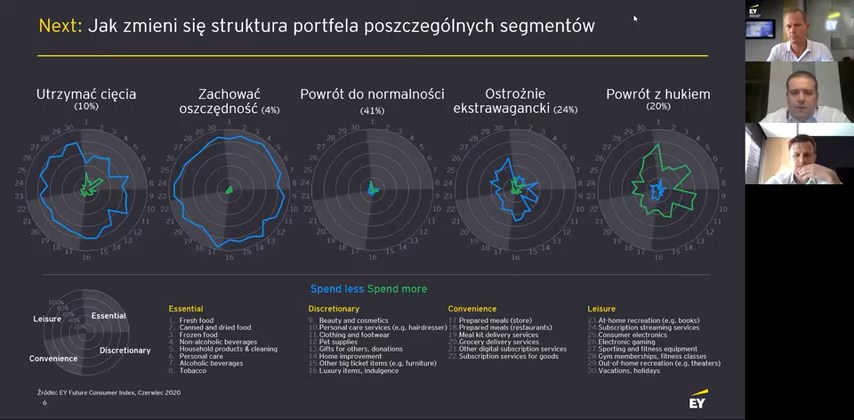 Next: Jak zmieni się struktura portfela poszczególnych segmentów
EY
Utrzymać cięcia
(10%)
Zachować
oszczędność (4%)
Powrót do normalności
(41%)
Ostrożnie
ekstrawagancki (24%)
Powrót z hukiem
(20%)
Spend less Spend more
100%
80%
60%
40%
20%
Leisure
Essential
Discretionary
Convenience
Essential
1. Fresh food
2. Canned and dried food
3. Frozen food
4. Non-alcoholic beverages
5. Household products & cleaning
6. Personal care
7. Alcoholic beverages
8. Tobacco
Discretionary
9. Beauty and cosmetics
10. Personal care services (e.g. hairdresser)
11. Clothing and footwear
12. Pet supplies
13. Gifts for others, donations
14. Home improvement
15. Other big ticket items (e.g. furniture)
16. Luxury items, indulgence
Convenience
17. Prepared meals (store)
18. Prepared meals (restaurants)
19. Meal kit delivery services
20. Grocery delivery services
21. Other digital subscription services
22. Subscription services for goods
Leisure
23. At-home recreation (e.g. books)
24. Subscription streaming services
25. Consumer electronics
26. Electronic gaming
27. Sporting and fitness equipment
28. Gym memberships, fitness classes
29. Out-of-home recreation (e.g. theaters)
30. Vacations, holidays
Źródło: EY Future Consumer Index, Czerwiec 2020
6
EY